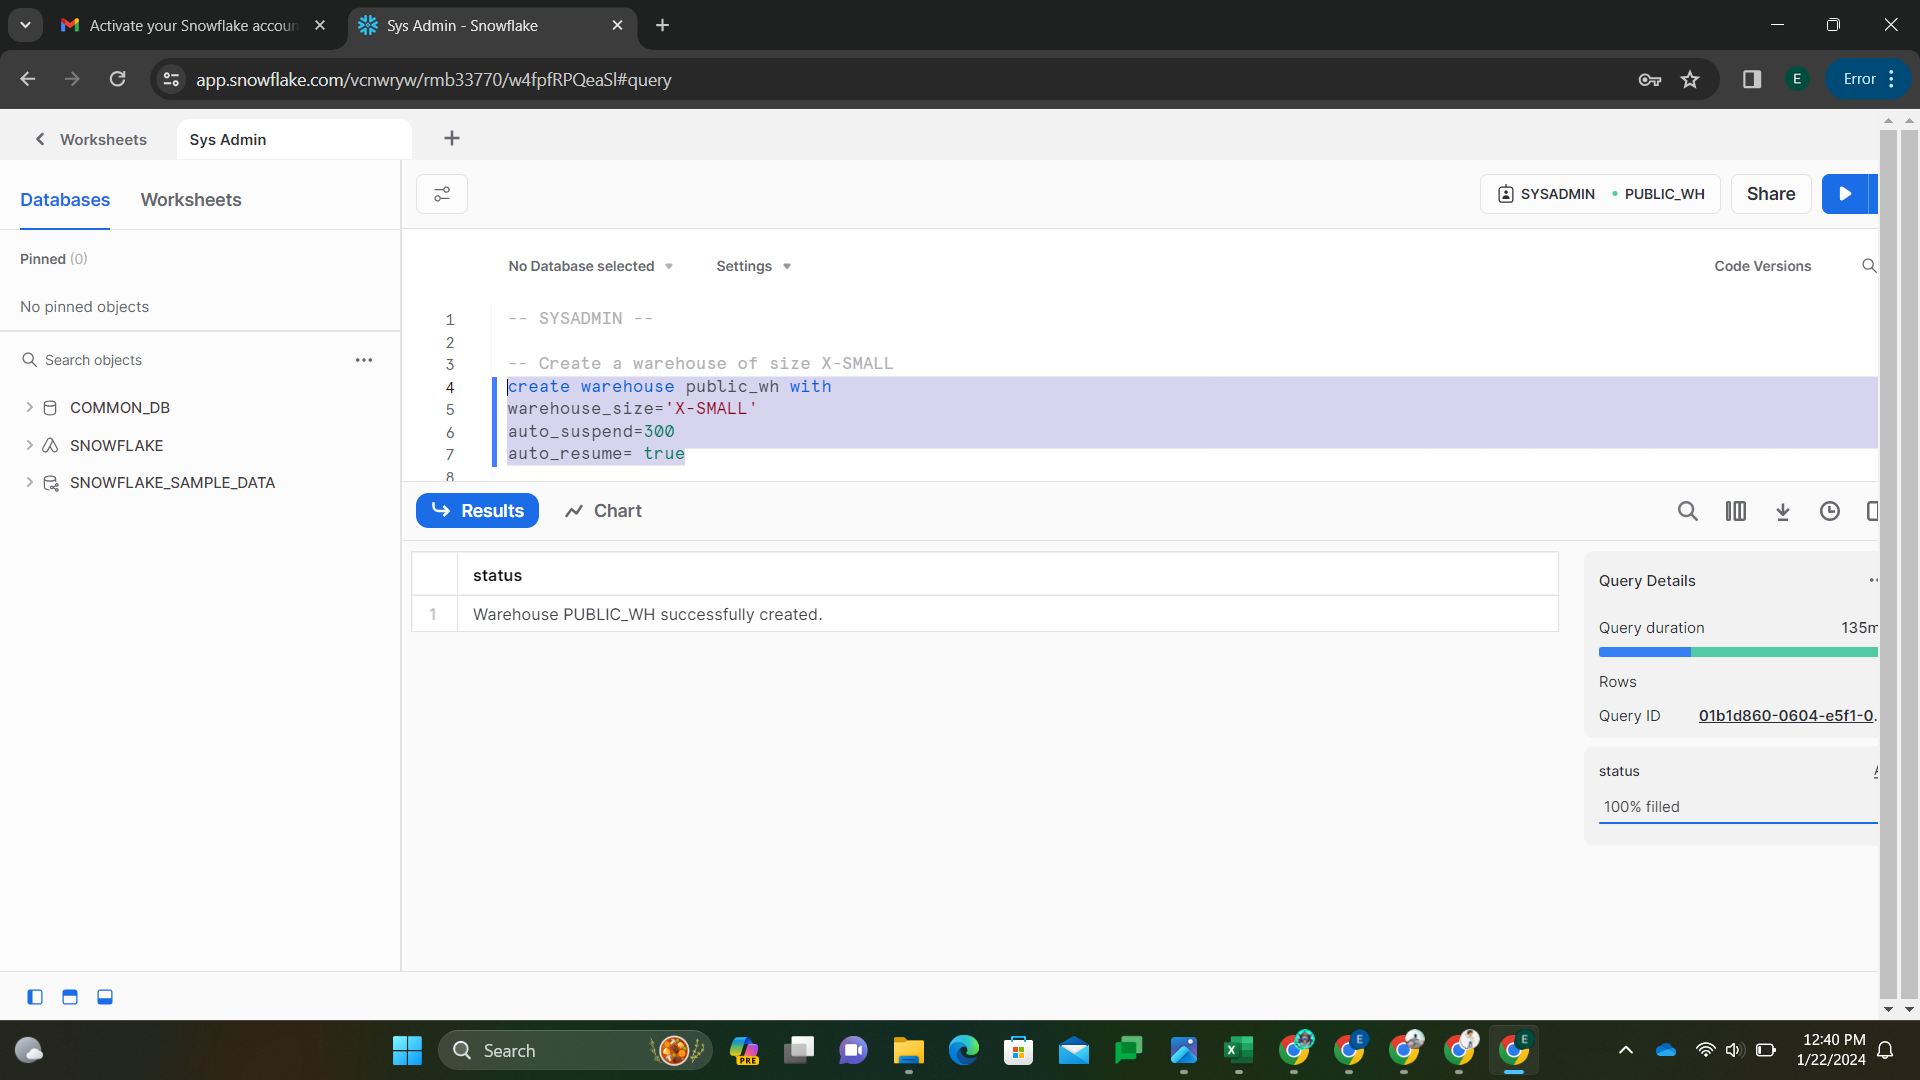 Activate your Snowflake accoun
Sys Admin - Snowflake
app.snowflake.com/vcnwryw/rmb33770/w4fpfRPQeaSl#query
E
Error
Worksheets
Sys Admin
Databases
Worksheets
SYSADMIN
PUBLIC_WH
Share
Pinned (0)
No pinned objects
No Database selected
Settings
Code Versions
Search objects
COMMON_DB
SNOWFLAKE
SNOWFLAKE_SAMPLE_DATA
1 -- SYSADMIN --
2
3 -- Create a warehouse of size X-SMALL
4 create warehouse public_wh with
5 warehouse_size='X-SMALL'
6 auto_suspend=300
7 auto_resume= true
8
Results
Chart
status
1 Warehouse PUBLIC_WH successfully created.
Query Details
Query duration 135m
Rows
Query ID 01b1d860-0604-e5f1-0.
status
100% filled
Search
PRE
E
E
12:40 PM
1/22/2024